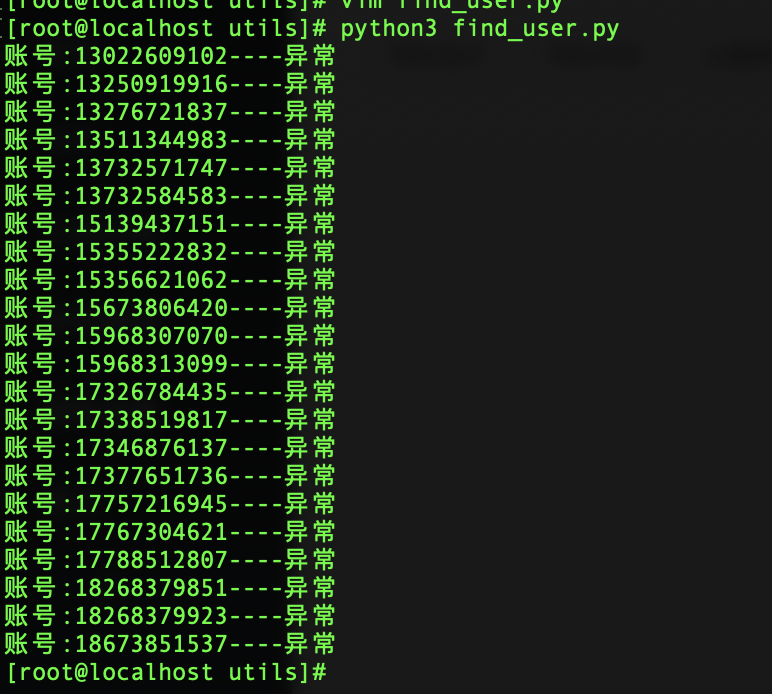 [root@localhost utils]# vim find_user.py
[root@localhost utils]# python3 find_user.py
账号:13022609102----异常
账号:13250919916----异常
账号:13276721837----异常
账号:13511344983----异常
账号:13732571747----异常
账号:13732584583----异常
账号:15139437151----异常
账号:15355222832----异常
账号:15356621062----异常
账号:15673806420----异常
账号:15968307070----异常
账号:15968313099----异常
账号:17326784435----异常
账号:17338519817----异常
账号:17346876137----异常
账号:17377651736----异常
账号:17757216945----异常
账号:17767304621----异常
账号:17788512807----异常
账号:18268379851----异常
账号:18268379923----异常
账号:18673851537----异常
[root@localhost utils]#